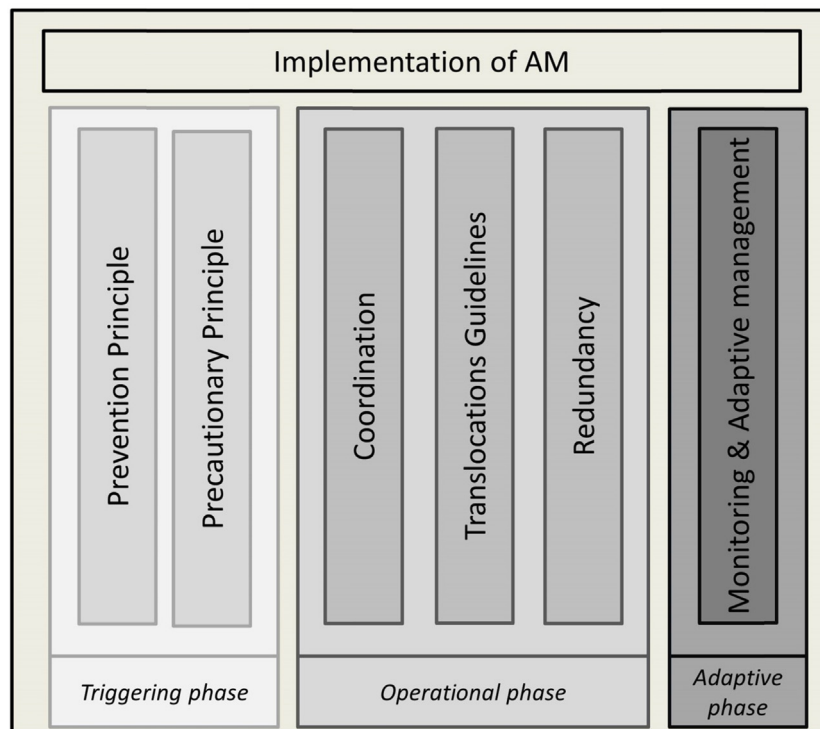 Implementation of AM
Prevention Principle
Precautionary Principle
Coordination
Translocations Guidelines
Redundancy
Monitoring & Adaptive management
Triggering phase
Operational phase
Adaptive
phase